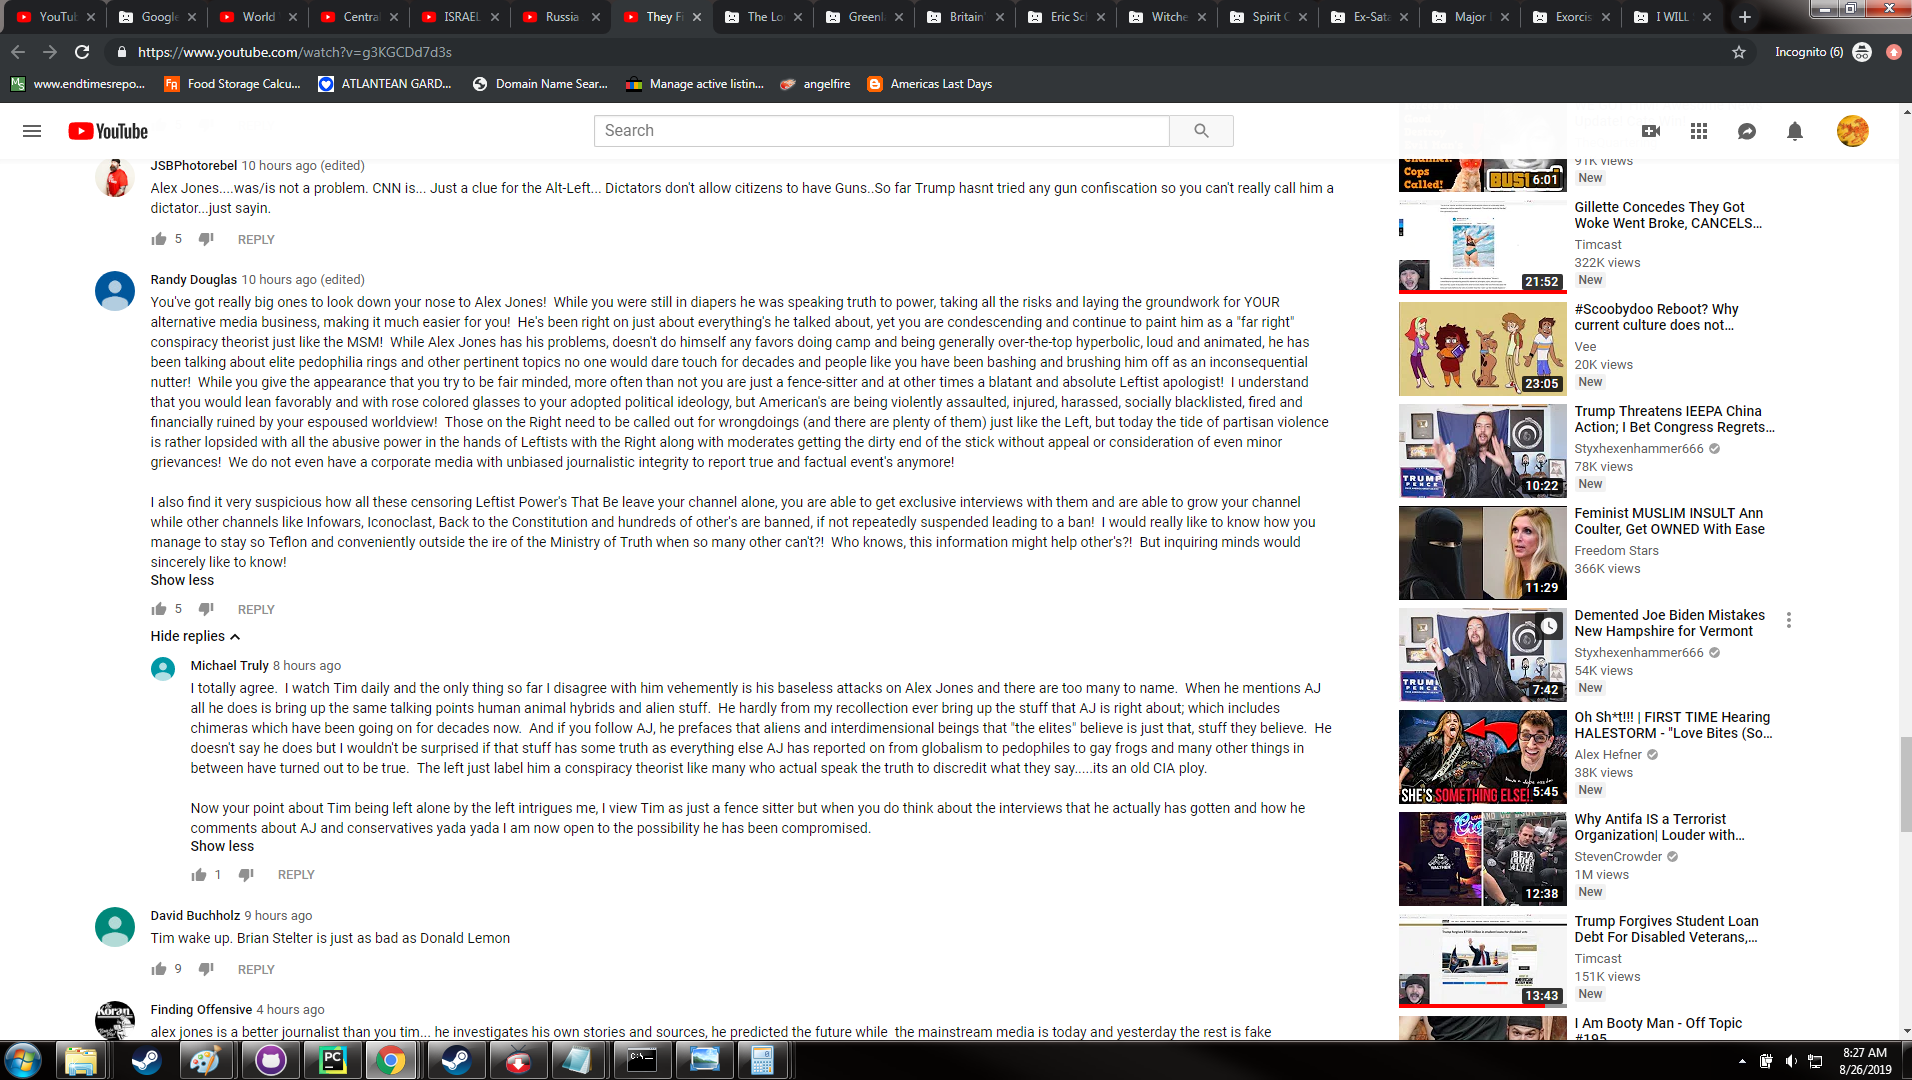 YouTub
Google
World
Central
ISRAEL
Russia
They Fi
The Lo
Greenl
Britain'
Eric Sc
Witche
Spirit C
Ex-Sata
Major
Exorcis
I WILL
https://www.youtube.com/watch?v=g3KGCDd7d3s
Incognito (6)
www.endtimesrepo...
Food Storage Calcu...
ATLANTEAN GARD...
Domain Name Sear...
Manage active listin...
angelfire
Americas Last Days
YouTube
Search
JSBPhotorebel 10 hours ago (edited)
Alex Jones....was/is not a problem. CNN is... Just a clue for the Alt-Left... Dictators don't allow citizens to have Guns..So far Trump hasnt tried any gun confiscation so you can't really call him a
dictator...just sayin.
5 REPLY
Randy Douglas 10 hours ago (edited)
You've got really big ones to look down your nose to Alex Jones! While you were still in diapers he was speaking truth to power, taking all the risks and laying the groundwork for YOUR
alternative media business, making it much easier for you! He's been right on just about everything's he talked about, yet you are condescending and continue to paint him as a "far right"
conspiracy theorist just like the MSM! While Alex Jones has his problems, doesn't do himself any favors doing camp and being generally over-the-top hyperbolic, loud and animated, he has
been talking about elite pedophilia rings and other pertinent topics no one would dare touch for decades and people like you have been bashing and brushing him off as an inconsequential
nutter! While you give the appearance that you try to be fair minded, more often than not you are just a fence-sitter and at other times a blatant and absolute Leftist apologist! I understand
that you would lean favorably and with rose colored glasses to your adopted political ideology, but American's are being violently assaulted, injured, harassed, socially blacklisted, fired and
financially ruined by your espoused worldview! Those on the Right need to be called out for wrongdoings (and there are plenty of them) just like the Left, but today the tide of partisan violence
is rather lopsided with all the abusive power in the hands of Leftists with the Right along with moderates getting the dirty end of the stick without appeal or consideration of even minor
grievances! We do not even have a corporate media with unbiased journalistic integrity to report true and factual event's anymore!
I also find it very suspicious how all these censoring Leftist Power's That Be leave your channel alone, you are able to get exclusive interviews with them and are able to grow your channel
while other channels like Infowars, Iconoclast, Back to the Constitution and hundreds of other's are banned, if not repeatedly suspended leading to a ban! I would really like to know how you
manage to stay so Teflon and conveniently outside the ire of the Ministry of Truth when so many other can't?! Who knows, this information might help other's?! But inquiring minds would
sincerely like to know!
Show less
5 REPLY
Hide replies
Michael Truly 8 hours ago
I totally agree. I watch Tim daily and the only thing so far I disagree with him vehemently is his baseless attacks on Alex Jones and there are too many to name. When he mentions AJ
all he does is bring up the same talking points human animal hybrids and alien stuff. He hardly from my recollection ever bring up the stuff that AJ is right about; which includes
chimeras which have been going on for decades now. And if you follow AJ, he prefaces that aliens and interdimensional beings that "the elites" believe is just that, stuff they believe. He
doesn't say he does but I wouldn't be surprised if that stuff has some truth as everything else AJ has reported on from globalism to pedophiles to gay frogs and many other things in
between have turned out to be true. The left just label him a conspiracy theorist like many who actual speak the truth to discredit what they say.....its an old CIA ploy.
Now your point about Tim being left alone by the left intrigues me, I view Tim as just a fence sitter but when you do think about the interviews that he actually has gotten and how he
comments about AJ and conservatives yada yada I am now open to the possibility he has been compromised.
Show less
1 REPLY
David Buchholz 9 hours ago
Tim wake up. Brian Stelter is just as bad as Donald Lemon
9 REPLY
Finding Offensive 4 hours ago
alex jones is a better journalist than you tim... he investigates his own stories and sources, he predicted the future while the mainstream media is today and yesterday the rest is fake
Channel!
Cops
Called!
BUS
6:01
91K views
New
21:52
Gillette Concedes They Got
Woke Went Broke, CANCELS...
Timcast
322K views
New
23:05
#Scoobydoo Reboot? Why
current culture does not...
Vee
20K views
New
TRUMP
PENCE
10:22
Trump Threatens IEEPA China
Action; I Bet Congress Regrets...
Styxhexenhammer666
78K views
New
11:29
Feminist MUSLIM INSULT Ann
Coulter, Get OWNED With Ease
Freedom Stars
366K views
TRUMP
PENCE
7:42
Demented Joe Biden Mistakes
New Hampshire for Vermont
Styxhexenhammer666
54K views
New
SHE'S SOMETHING ELSE!
5:45
Oh Sh*t!!! | FIRST TIME Hearing
HALESTORM - "Love Bites (So...
Alex Hefner
38K views
New
12:38
Why Antifa IS a Terrorist
Organization| Louder with...
StevenCrowder
1M views
New
13:43
Trump Forgives Student Loan
Debt For Disabled Veterans,...
Timcast
151K views
New
I Am Booty Man - Off Topic
#195
Koran
PC
8:27 AM
8/26/2019